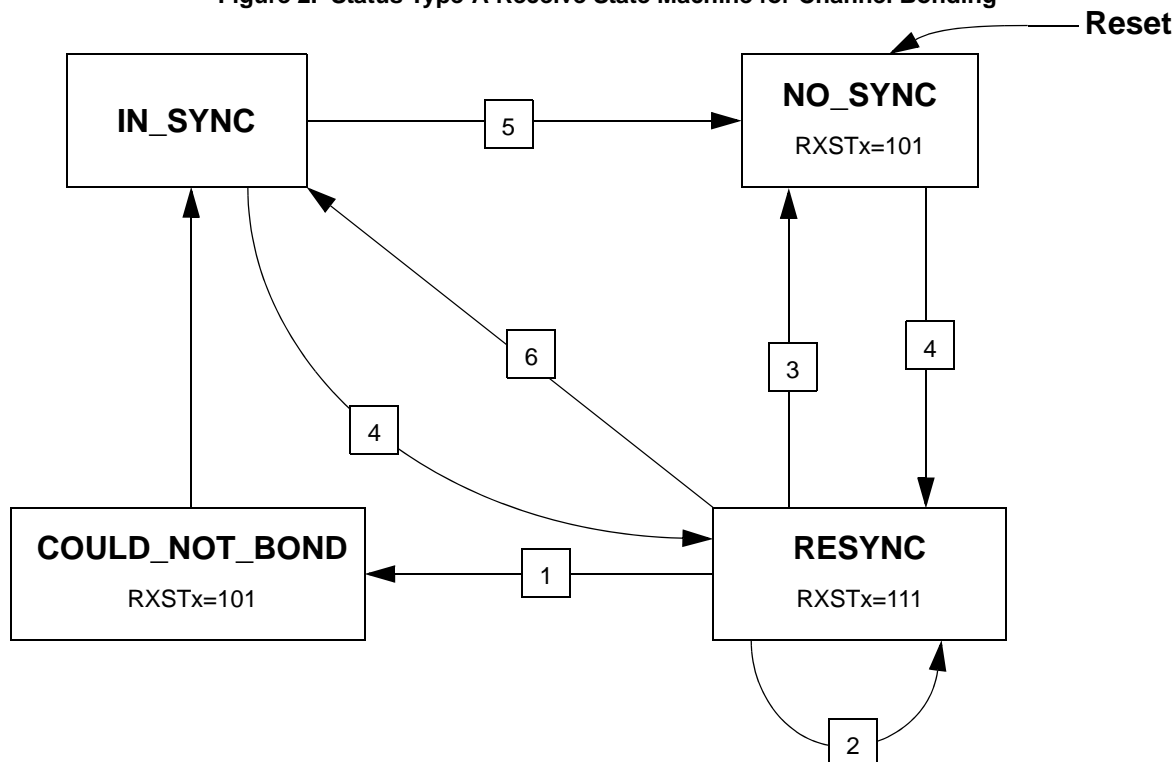 Figure 2. Status Type-A Receive State Machine for Channel Bonding
Reset
IN_SYNC
5
NO_SYNC
RXSTx=101
6
3
4
4
COULD_NOT_BOND
RXSTx=101
1
RESYNC
RXSTx=111
2